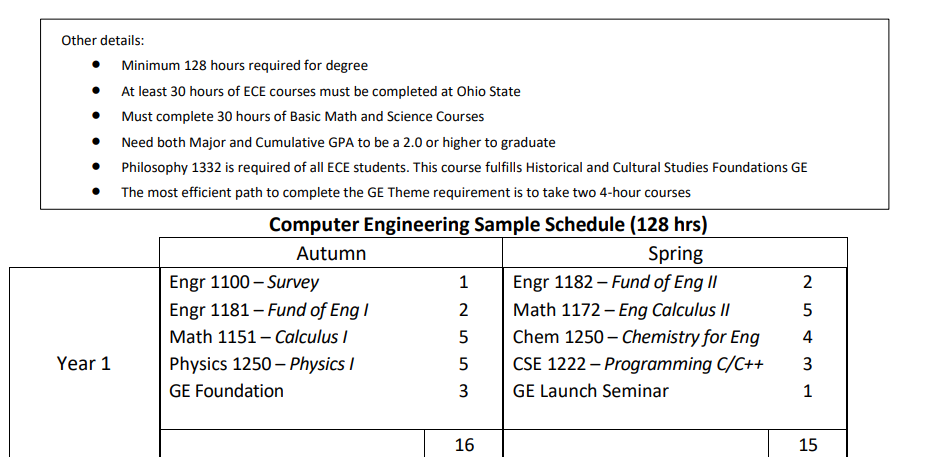 Other details:
● Minimum 128 hours required for degree
● At least 30 hours of ECE courses must be completed at Ohio State
● Must complete 30 hours of Basic Math and Science Courses
● Need both Major and Cumulative GPA to be a 2.0 or higher to graduate
● Philosophy 1332 is required of all ECE students. This course fulfills Historical and Cultural Studies Foundations GE
● The most efficient path to complete the GE Theme requirement is to take two 4-hour courses
Computer Engineering Sample Schedule (128 hrs)
Autumn Spring
Engr 1100 – Survey 1 Engr 1182 – Fund of Eng II 2
Engr 1181 – Fund of Eng I 2 Math 1172 – Eng Calculus II 5
Math 1151 – Calculus I 5 Chem 1250 – Chemistry for Eng 4
Year 1 Physics 1250 – Physics I 5 CSE 1222 – Programming C/C++ 3
GE Foundation 3 GE Launch Seminar 1
16 15